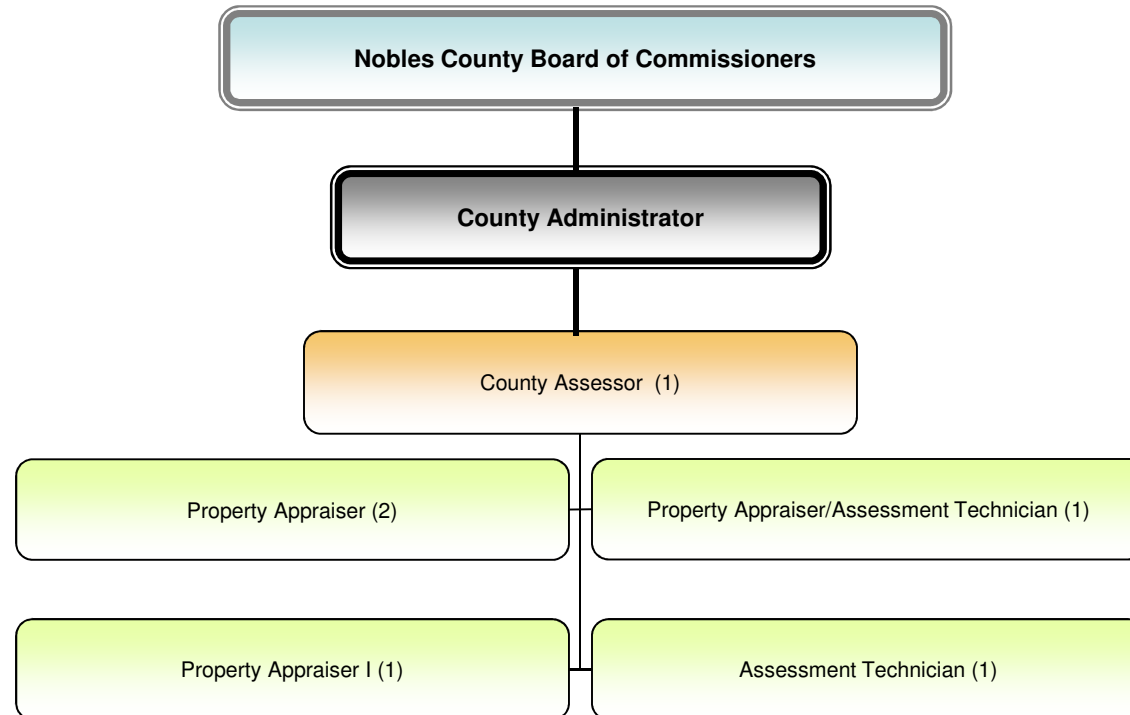 Nobles County Board of Commissioners
County Administrator
County Assessor  (1)
Property Appraiser (2)
Property Appraiser/Assessment Technician (1)
Property Appraiser I (1)
Assessment Technician (1)